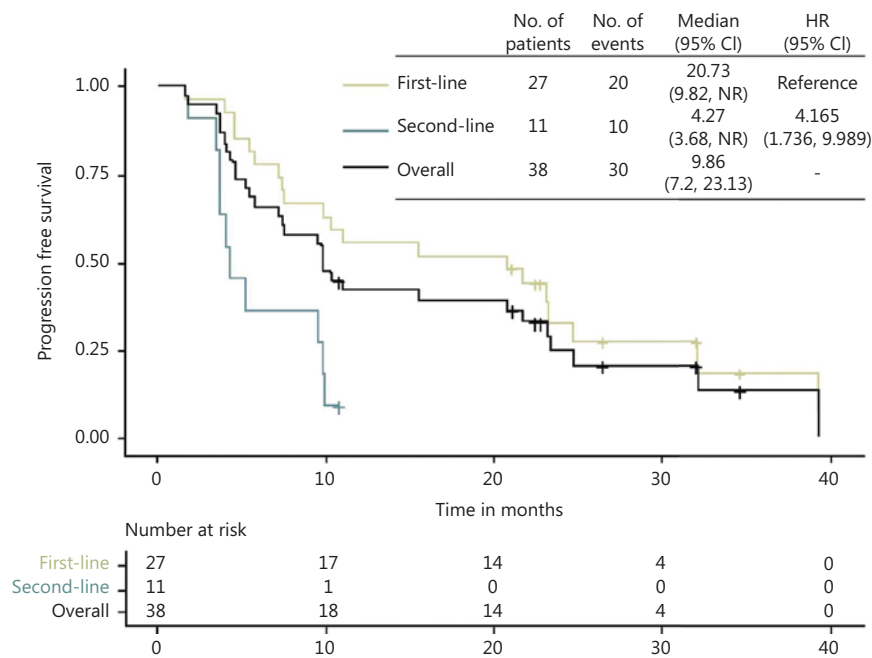 No. of No. of Median HR
patients events (95% CI) (95% CI)
First-line 27 20 20.73 Reference
(9.82, NR)
Second-line 11 10 4.27 4.165
(3.68, NR) (1.736, 9.989)
Overall 38 30 9.86 -
(7.2, 23.13)
Progression free survival
1.00
0.75
0.50
0.25
0.00
0 10 20 30 40
Time in months
Number at risk
First-line 27 17 14 4 0
Second-line 11 1 0 0 0
Overall 38 18 14 4 0
0 10 20 30 40